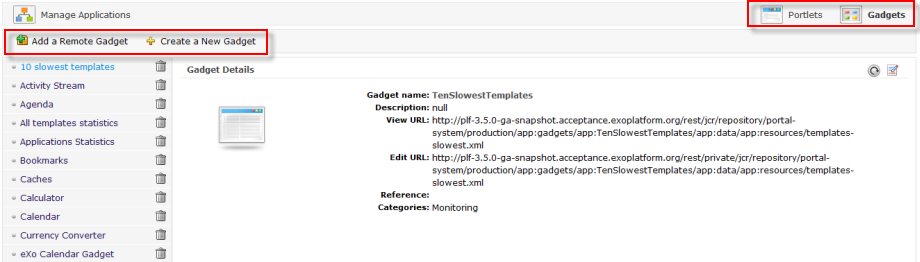 Manage Applications
Portlets
Gadgets
Add a Remote Gadget
Create a New Gadget
10 slowest templates
Activity Stream
Agenda
All templates statistics
Applications Statistics
Bookmarks
Caches
Calculator
Calendar
Currency Converter
eXo Calendar Gadget
Gadget Details
Gadget name: TenSlowestTemplates
Description: null
View URL: http://plf-3.5.0-ga-snapshot.acceptance.exoplatform.org/rest/jcr/repository/portal-
system/production/app:gadgets/app:TenSlowestTemplates/app:data/app:resources/templates-
slowest.xml
Edit URL: http://plf-3.5.0-ga-snapshot.acceptance.exoplatform.org/rest/private/jcr/repository/portal-
system/production/app:gadgets/app:TenSlowestTemplates/app:data/app:resources/templates-
slowest.xml
Reference:
Categories: Monitoring